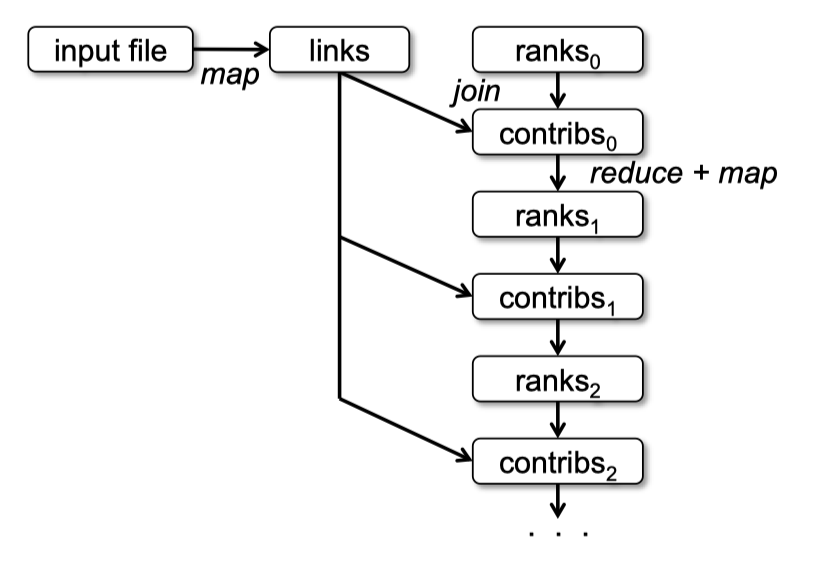 input file
map
links
ranks₀
join
contribs₀
reduce + map
ranks₁
contribs₁
ranks₂
contribs₂
. . .